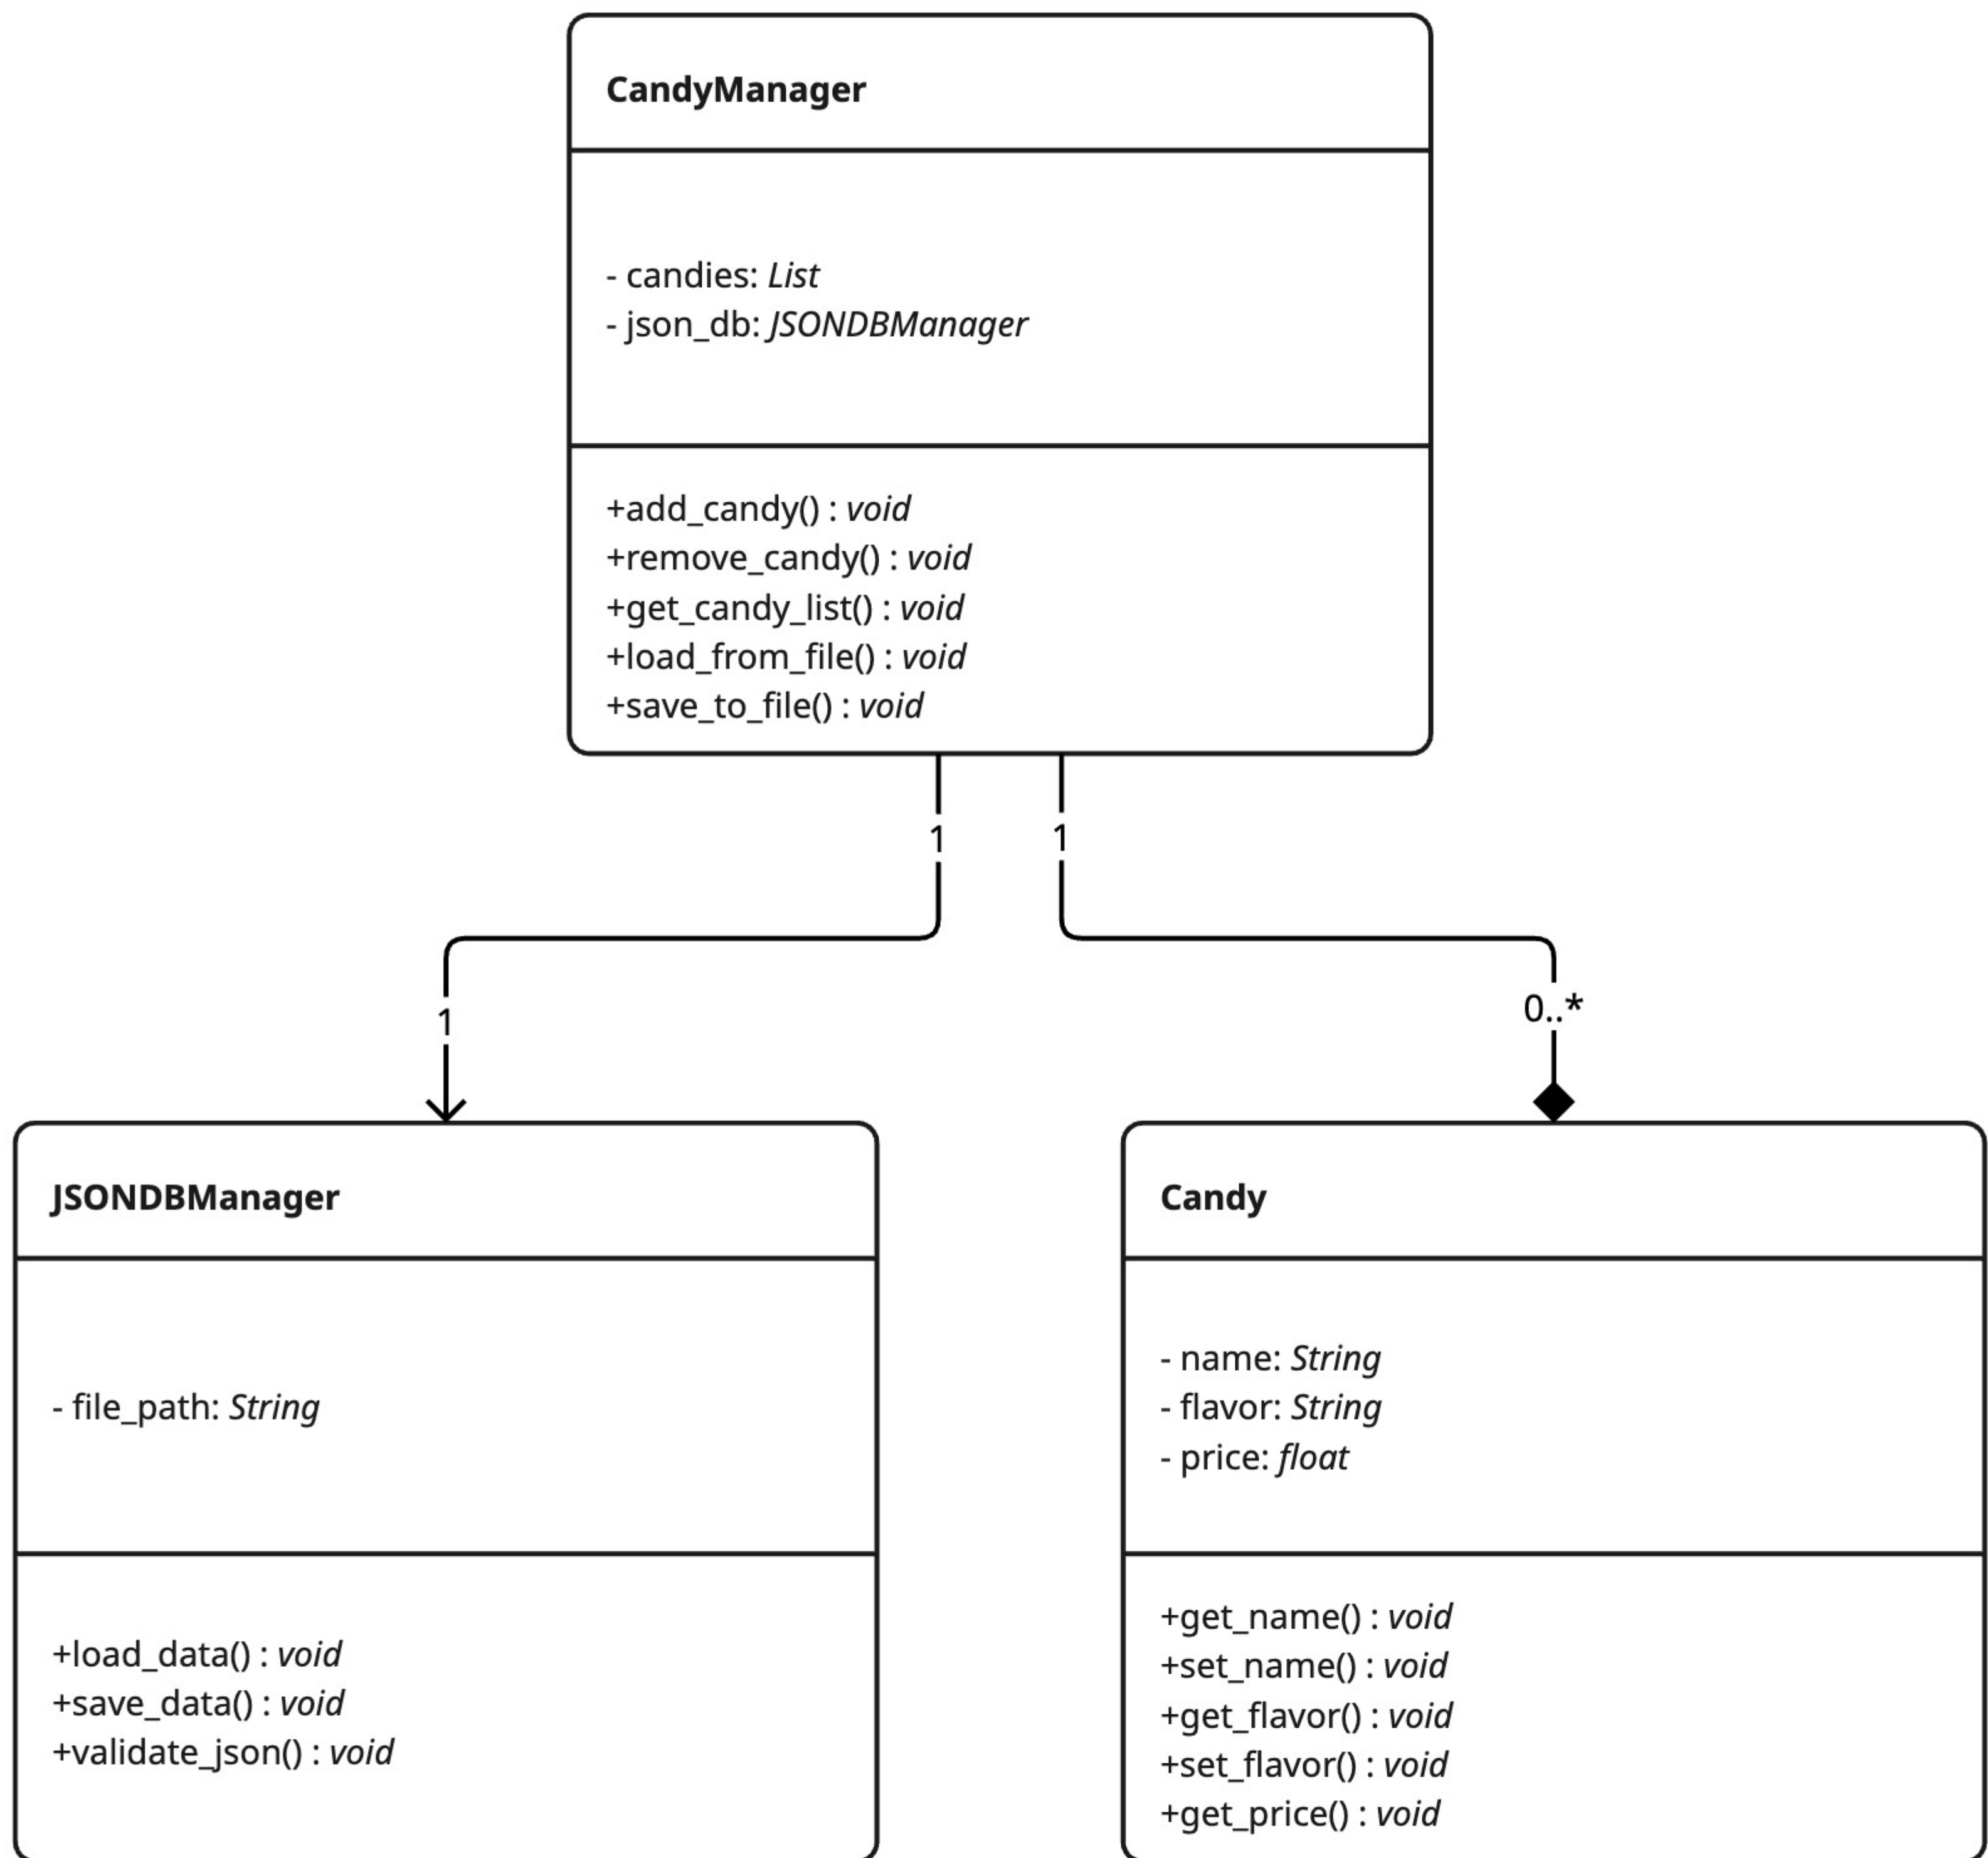 CandyManager
- candies: List
- json_db: JSONDBManager
+add_candy() : void
+remove_candy() : void
+get_candy_list() : void
+load_from_file() : void
+save_to_file() : void
1
1
1
0..*
JSONDBManager
- file_path: String
+load_data() : void
+save_data() : void
+validate_json() : void
Candy
- name: String
- flavor: String
- price: float
+get_name() : void
+set_name() : void
+get_flavor() : void
+set_flavor() : void
+get_price() : void